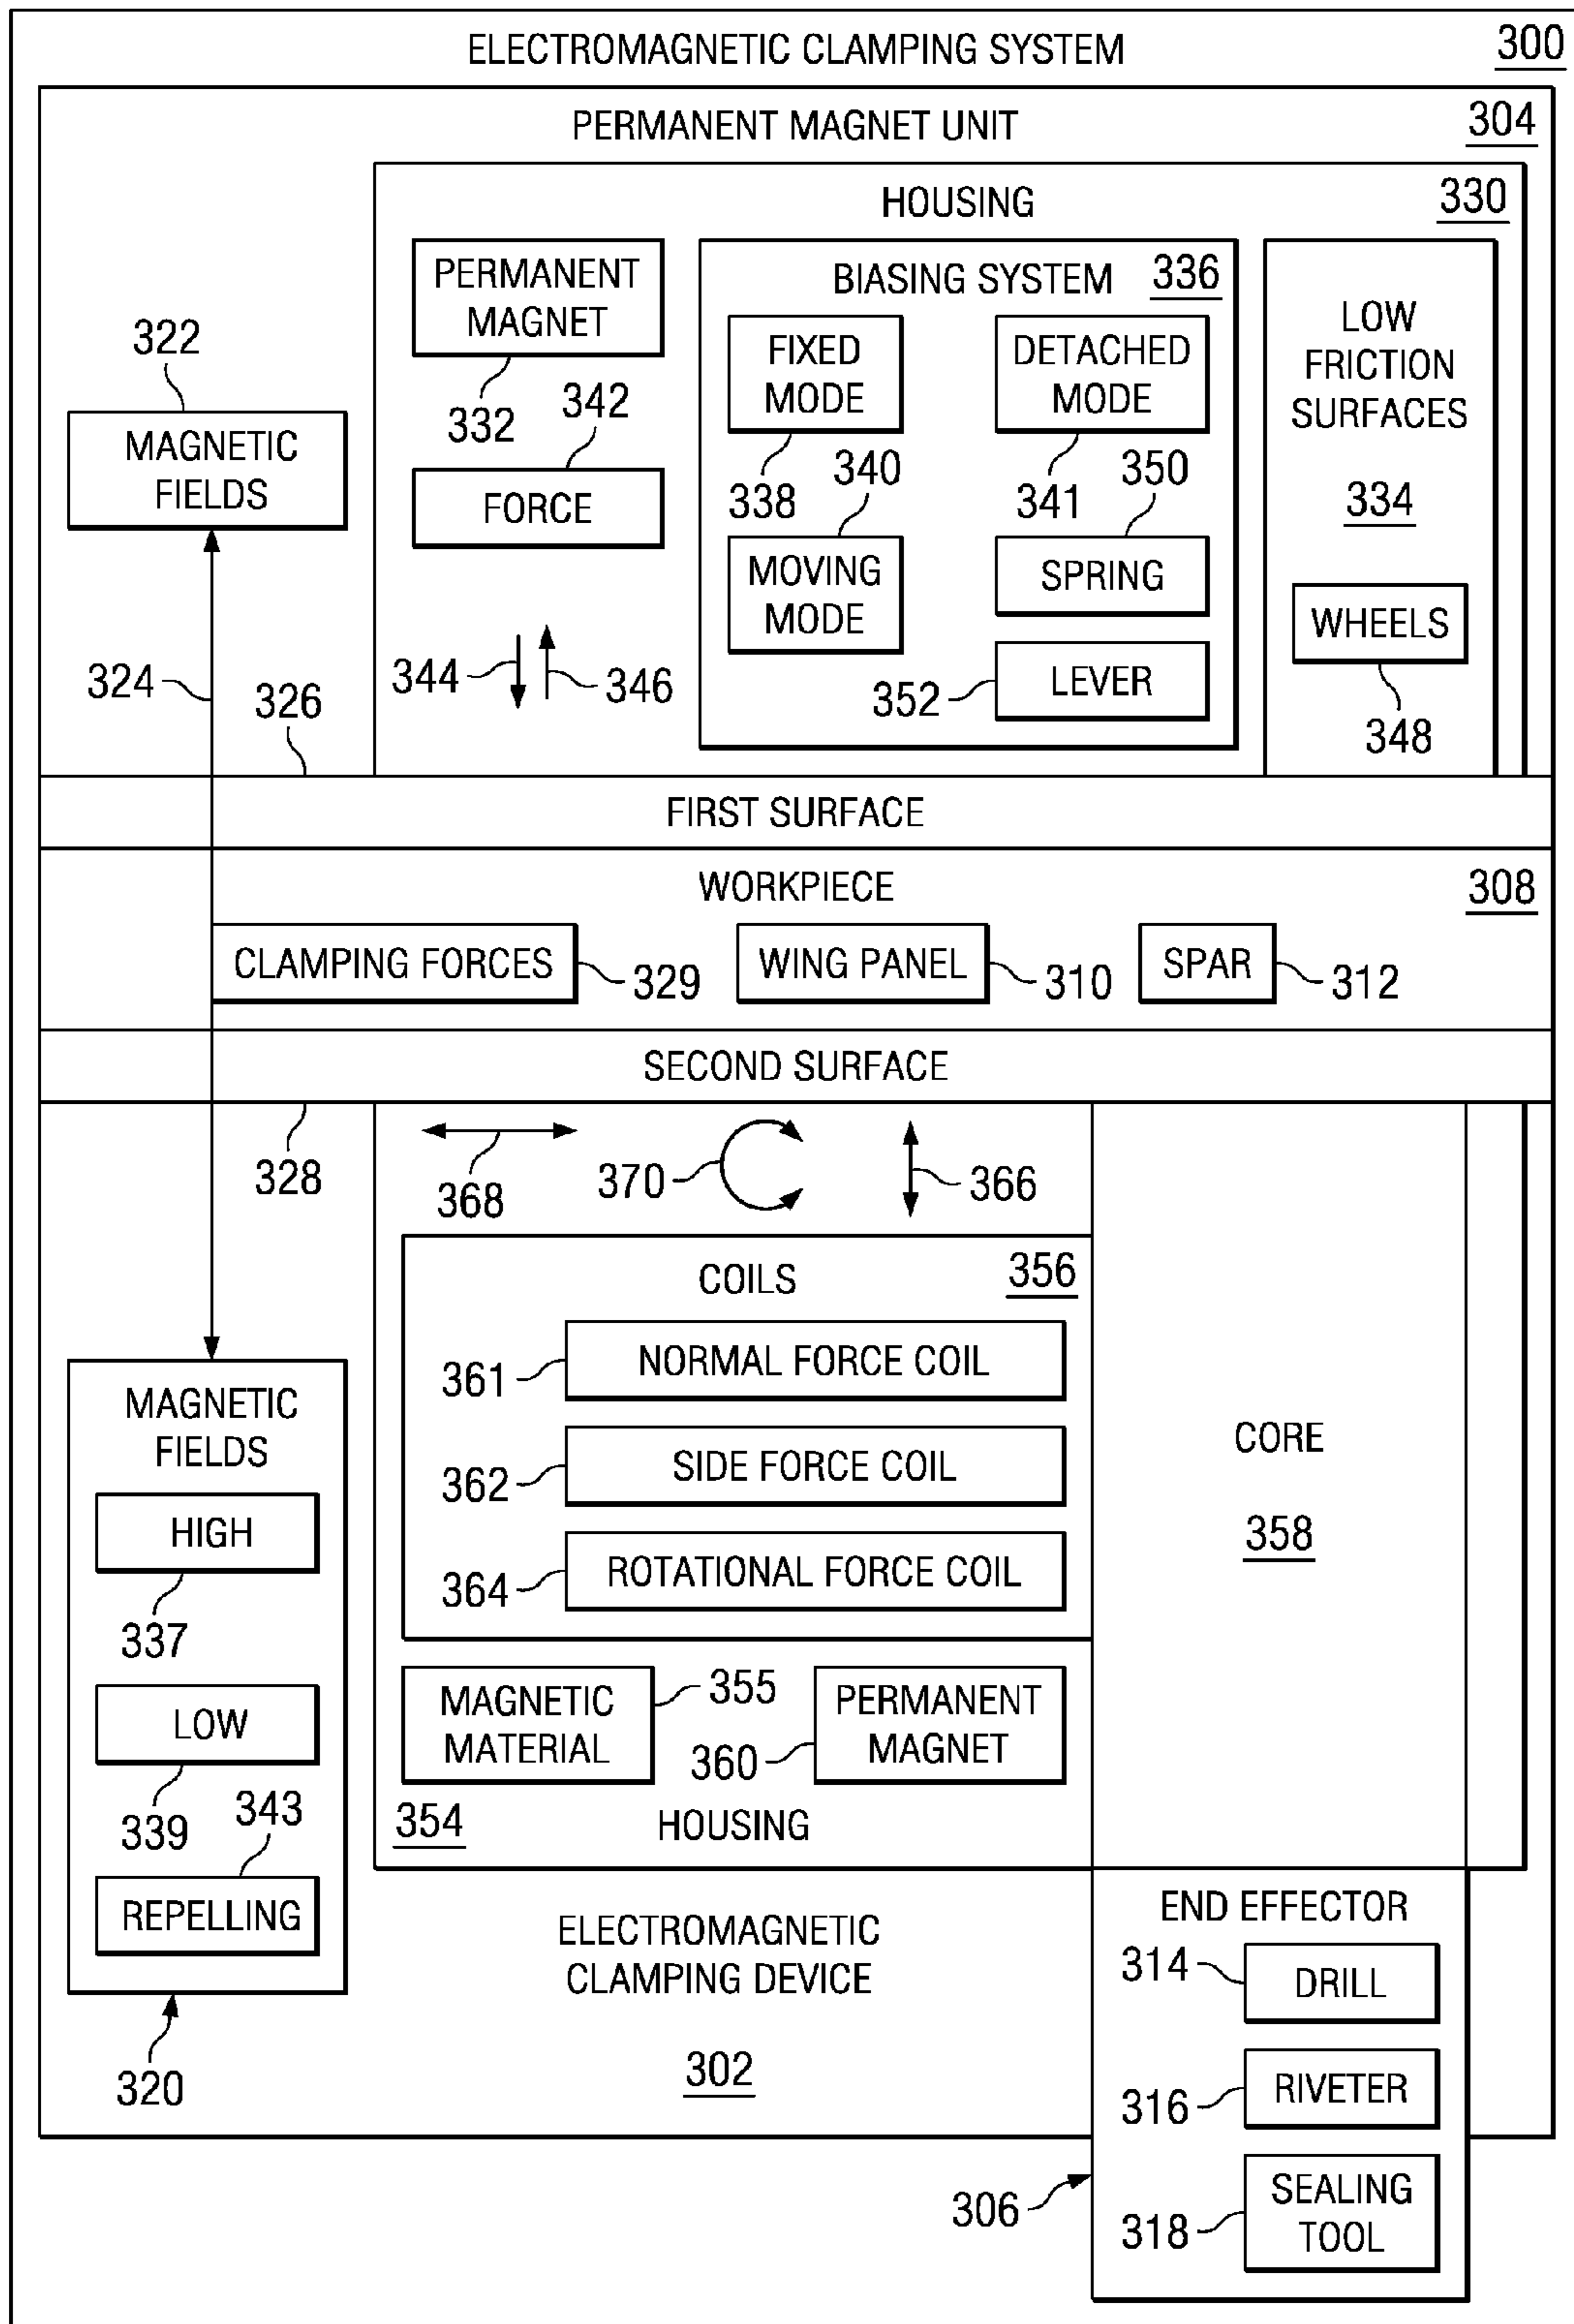 ELECTROMAGNETIC CLAMPING SYSTEM 300
PERMANENT MAGNET UNIT 304
HOUSING 330
PERMANENT
MAGNET
332
342
FORCE
344
346
BIASING SYSTEM 336
FIXED
MODE
338
DETACHED
MODE
341
340
MOVING
MODE
350
SPRING
352
LEVER
LOW
FRICTION
SURFACES
334
WHEELS
348
322
MAGNETIC
FIELDS
324
326
FIRST SURFACE
WORKPIECE 308
CLAMPING FORCES 329
WING PANEL 310
SPAR 312
SECOND SURFACE
328
368
370
366
COILS 356
361 NORMAL FORCE COIL
362 SIDE FORCE COIL
364 ROTATIONAL FORCE COIL
CORE
358
MAGNETIC
MATERIAL
355
360
PERMANENT
MAGNET
354 HOUSING
MAGNETIC
FIELDS
HIGH
337
LOW
339
343
REPELLING
320
ELECTROMAGNETIC
CLAMPING DEVICE
302
END EFFECTOR
314 DRILL
316 RIVETER
318
SEALING
TOOL
306